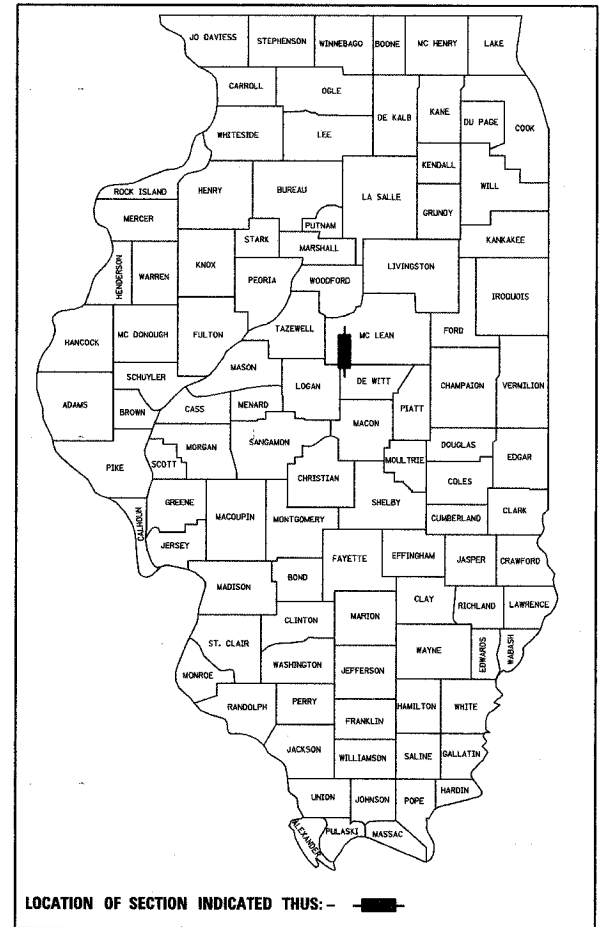 JO DAVIESS STEPHENSON WINNEBAGO BOONE MC HENRY LAKE
CARROLL OGLE DE KALB KANE DU PAGE COOK
WHITESIDE LEE
KENDALL WILL
ROCK ISLAND HENRY BUREAU LA SALLE GRUNDY
MERCER PUTNAM KANKAKEE
STARK MARSHALL
HENDERSON WARREN KNOX PEORIA WOODFORD LIVINGSTON IROQUOIS
HANCOCK MC DONOUGH FULTON TAZEWELL MC LEAN FORD
SCHUYLER MASON LOGAN DE WITT CHAMPAION VERMILION
ADAMS BROWN CASS MENARD MACON PIATT
PIKE SCOTT MORGAN SANGAMON CHRISTIAN MOULTRIE DOUGLAS EDGAR
COLES
CALHOUN GREENE MACOUPIN MONTGOMERY SHELBY CUMBERLAND CLARK
JERSEY FAYETTE EFFINGHAM JASPER CRAWFORD
MADISON BOND
CLINTON MARION CLAY RICHLAND LAWRENCE
ST. CLAIR WAYNE EDWARDS WABASH
MONROE WASHINGTON JEFFERSON
RANDOLPH PERRY FRANKLIN HAMILTON WHITE
JACKSON WILLIAMSON SALINE GALLATIN
UNION JOHNSON POPE HARDIN
ALEXANDER PULASKI MASSAC
LOCATION OF SECTION INDICATED THUS: -